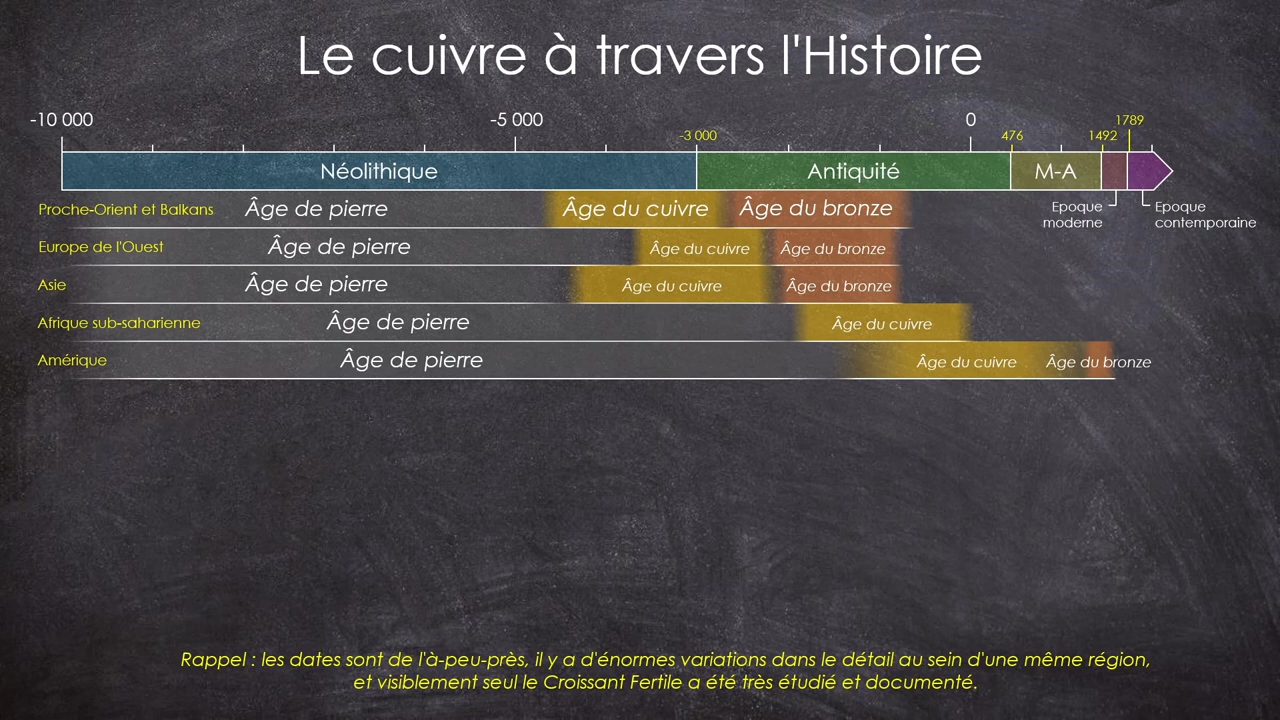 Le cuivre à travers l'Histoire
-10 000
-5 000
-3 000
0
476
1492
1789
Néolithique
Antiquité
M-A
Epoque
moderne
Epoque
contemporaine
Proche-Orient et Balkans Âge de pierre Âge du cuivre Âge du bronze
Europe de l'Ouest Âge de pierre Âge du cuivre Âge du bronze
Asie Âge de pierre Âge du cuivre Âge du bronze
Afrique sub-saharienne Âge de pierre Âge du cuivre
Amérique Âge de pierre Âge du cuivre Âge du bronze
Rappel : les dates sont de l'à-peu-près, il y a d'énormes variations dans le détail au sein d'une même région,
et visiblement seul le Croissant Fertile a été très étudié et documenté.